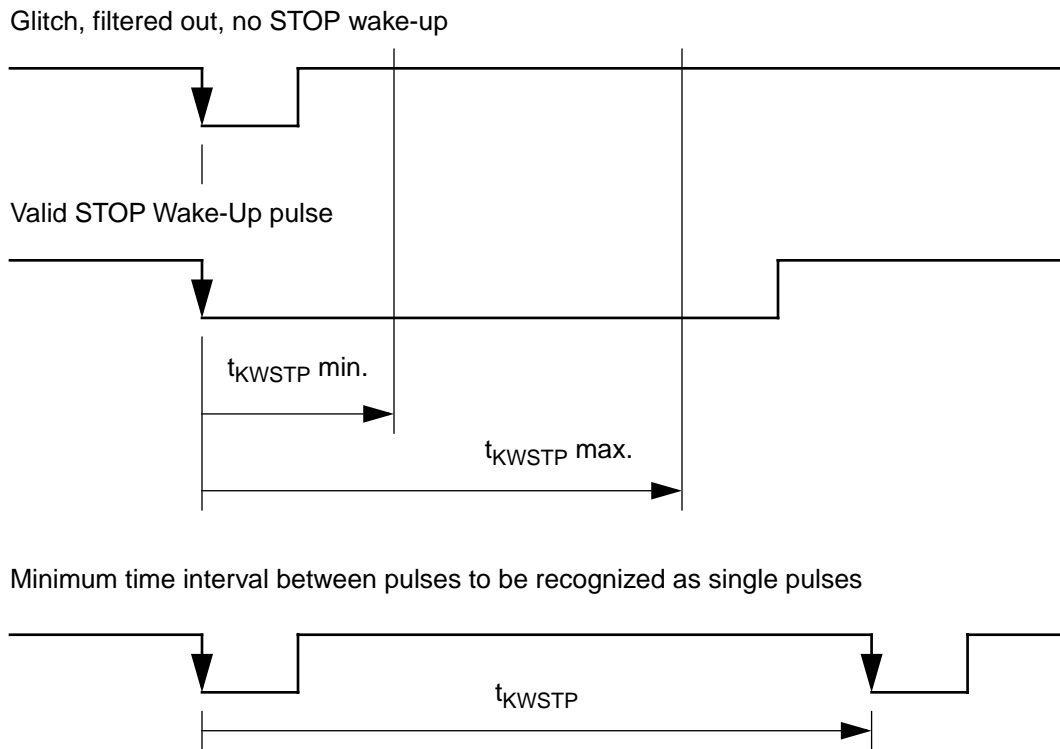 Glitch, filtered out, no STOP wake-up
Valid STOP Wake-Up pulse
tKWSTP min.
tKWSTP max.
Minimum time interval between pulses to be recognized as single pulses
tKWSTP